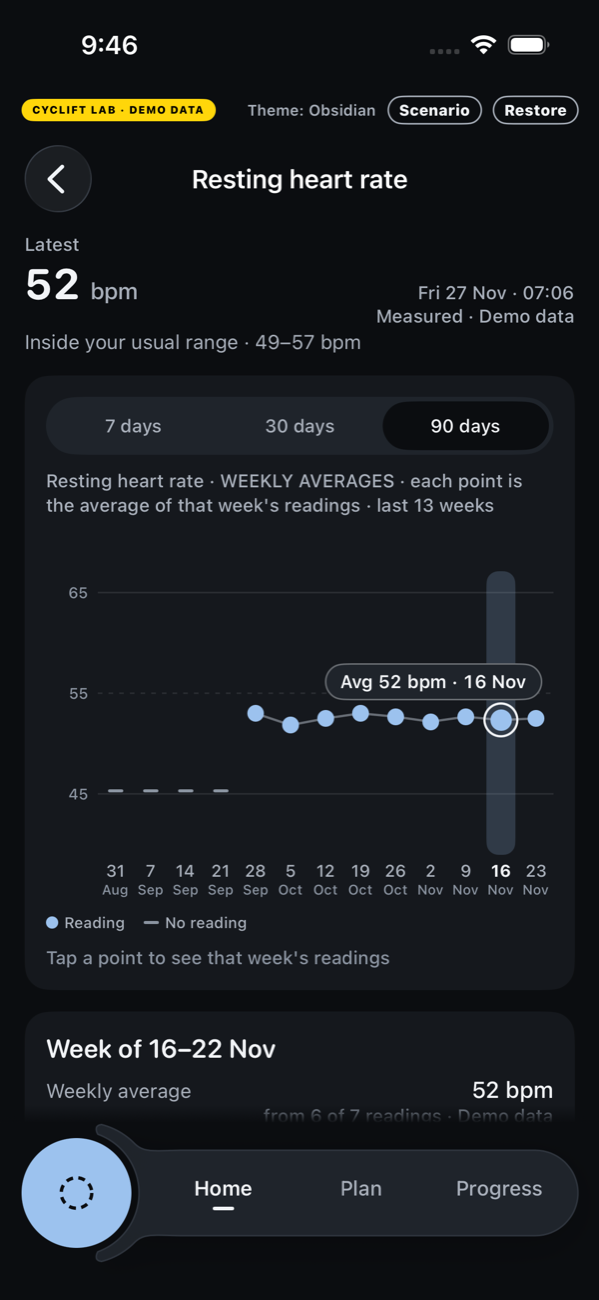 9:46
CYCLIFT LAB · DEMO DATA
Theme: Obsidian
Scenario
Restore
Resting heart rate
Latest
52 bpm
Fri 27 Nov · 07:06
Measured · Demo data
Inside your usual range · 49–57 bpm
7 days
30 days
90 days
Resting heart rate · WEEKLY AVERAGES · each point is
the average of that week's readings · last 13 weeks
65
Avg 52 bpm · 16 Nov
55
45
31 7 14 21 28 5 12 19 26 2 9 16 23
Aug Sep Sep Sep Sep Oct Oct Oct Oct Nov Nov Nov Nov
Reading
No reading
Tap a point to see that week's readings
Week of 16–22 Nov
Weekly average
52 bpm
from 6 of 7 readings · Demo data
Home
Plan
Progress